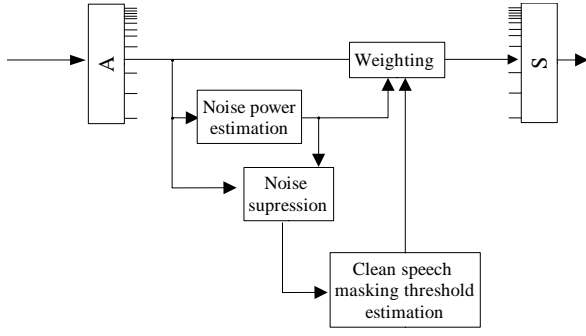 A
Weighting
S
Noise power
estimation
Noise
supression
Clean speech
masking threshold
estimation